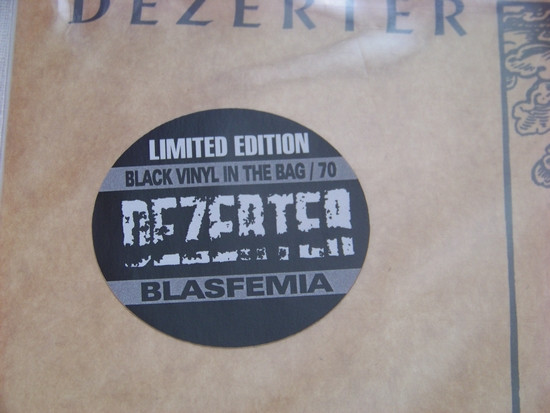 DEZERTER
LIMITED EDITION
BLACK VINYL IN THE BAG / 70
DEZERTER
BLASFEMIA